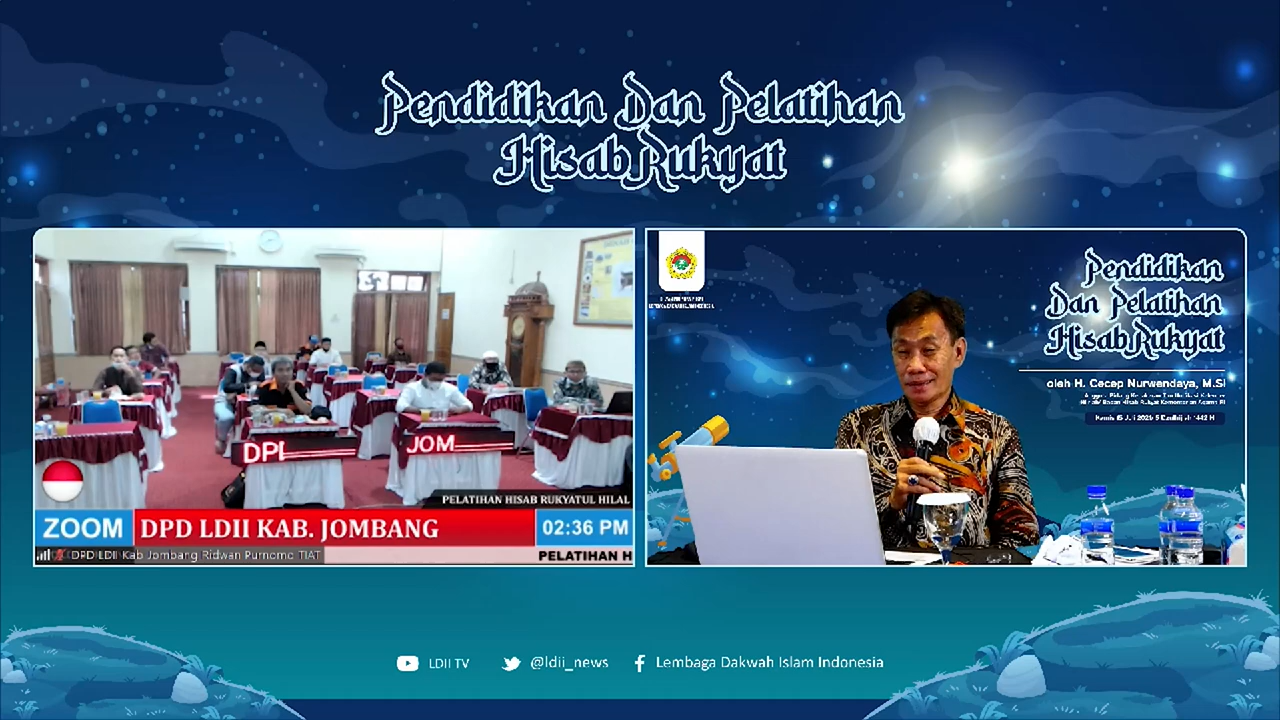 Pendidikan Dan Pelatihan
Hisab Rukyat
DPD
JOM
PELATIHAN HISAB RUKYATUL HILAL
ZOOM
DPD LDII KAB. JOMBANG
02:36 PM
DPD LDII Kab Jombang Ridwan Purnomo TIAT
PELATIHAN H
Pendidikan
Dan Pelatihan
Hisab Rukyat
oleh H. Cecep Nurwendaya, M.Si
LDII TV
@ldii_news
Lembaga Dakwah Islam Indonesia